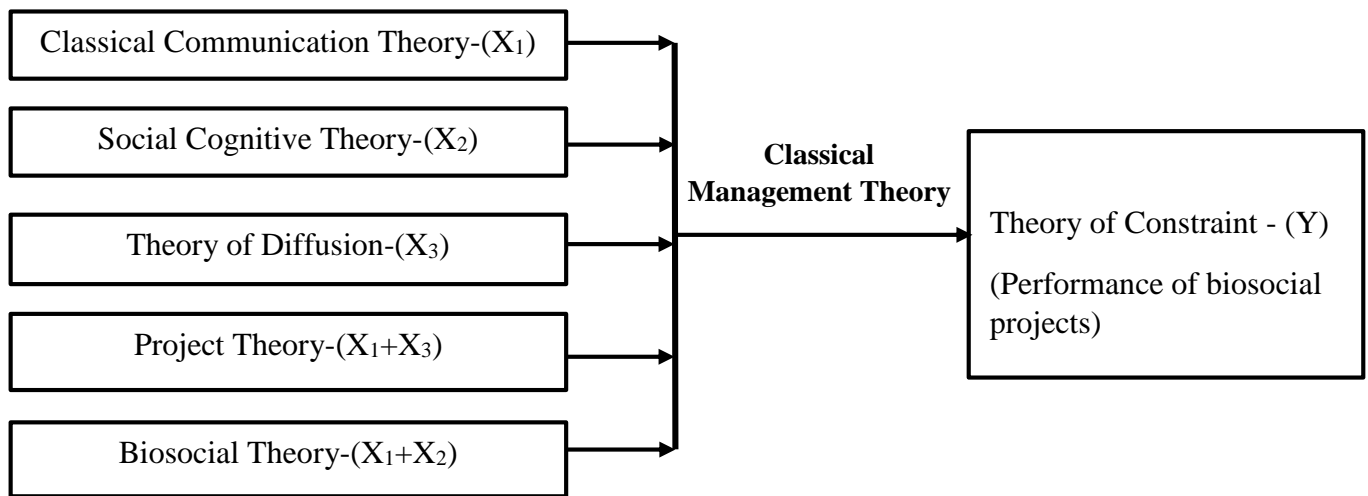 Classical Communication Theory-(X₁)
Social Cognitive Theory-(X₂)
Theory of Diffusion-(X₃)
Project Theory-(X₁+X₃)
Biosocial Theory-(X₁+X₂)
Classical
Management Theory
Theory of Constraint - (Y)
(Performance of biosocial
projects)